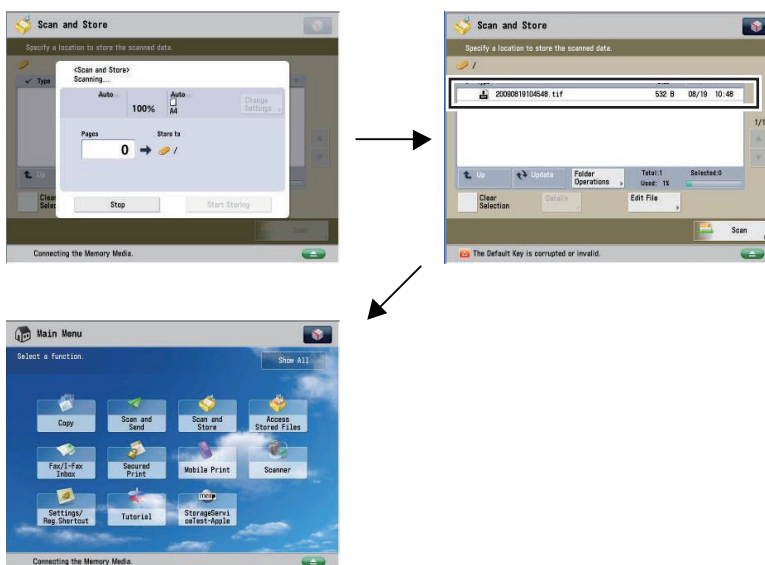 Scan and Store
Specify a location to store the scanned data.
Type
<Scan and Store>
Scanning...
Auto
100%
Auto
A4
Change
Settings
Pages
Store to
0
/
Up
Clear
Selec
Stop
Start Storing
Scan
Connecting the Memory Media.
Scan and Store
Specify a location to store the scanned data.
/
20090819104548.tif 532 B 08/19 10:48
1/1
Up
Update
Folder
Operations
Total:1
Used: 1%
Selected:0
Clear
Selection
Details
Edit File
Scan
The Default Key is corrupted or invalid.
Main Menu
Select a function.
Show All
Copy
Scan and
Send
Scan and
Store
Access
Stored Files
Fax/I-Fax
Inbox
Secured
Print
Mobile Print
Scanner
Settings/
Reg.Shortcut
Tutorial
StorageServi
ceTest-Apple
Connecting the Memory Media.